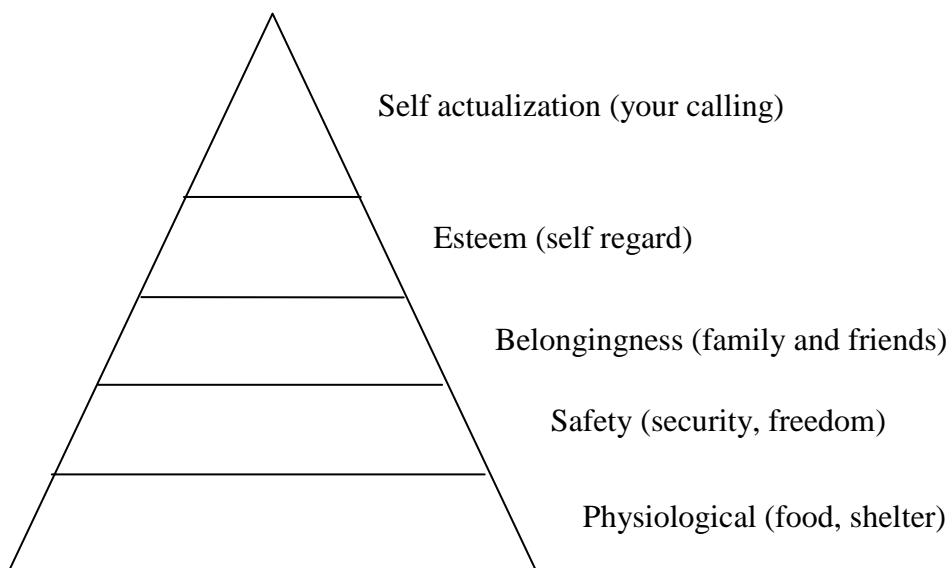 Self actualization (your calling)
Esteem (self regard)
Belongingness (family and friends)
Safety (security, freedom)
Physiological (food, shelter)